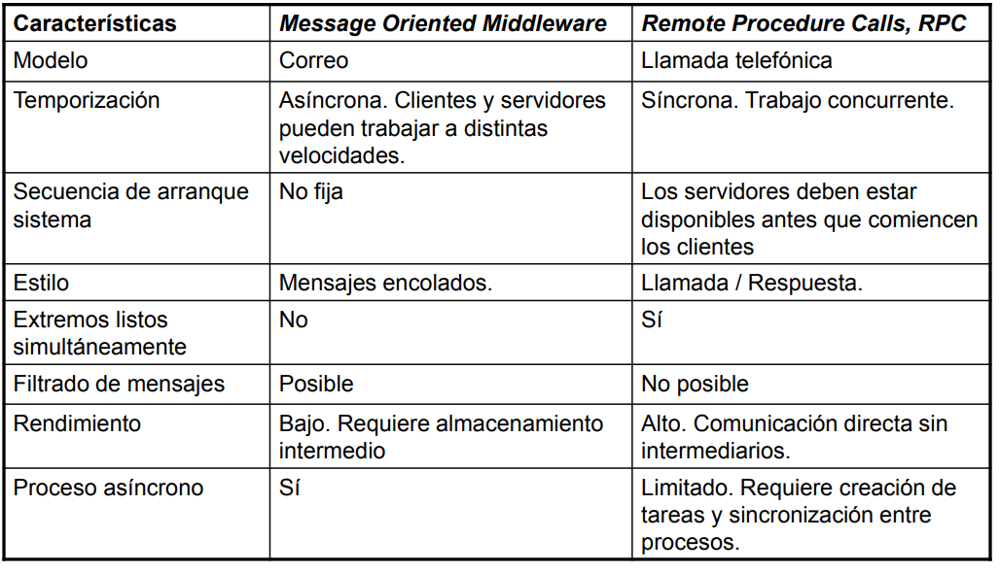 Características
Message Oriented Middleware
Remote Procedure Calls, RPC
Modelo
Correo
Llamada telefónica
Temporización
Asíncrona. Clientes y servidores
pueden trabajar a distintas
velocidades.
Síncrona. Trabajo concurrente.
Secuencia de arranque
sistema
No fija
Los servidores deben estar
disponibles antes que comiencen
los clientes
Estilo
Mensajes encolados.
Llamada / Respuesta.
Extremos listos
simultáneamente
No
Sí
Filtrado de mensajes
Posible
No posible
Rendimiento
Bajo. Requiere almacenamiento
intermedio
Alto. Comunicación directa sin
intermediarios.
Proceso asíncrono
Sí
Limitado. Requiere creación de
tareas y sincronización entre
procesos.